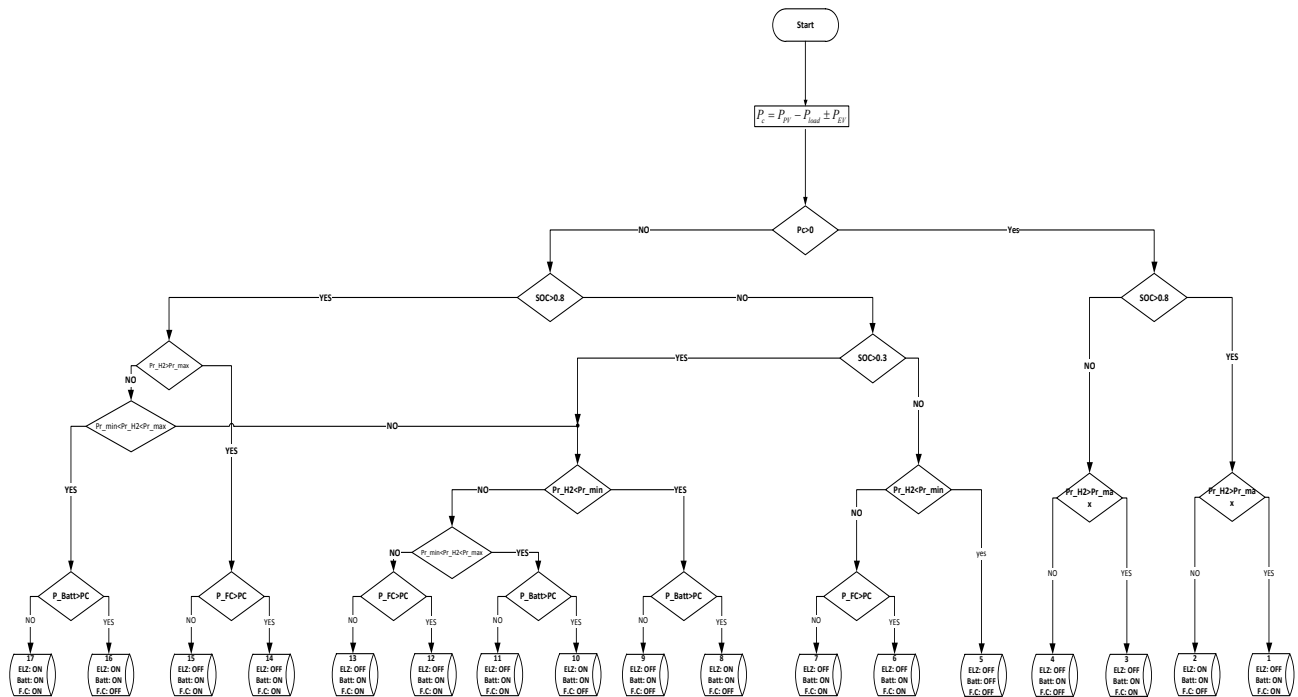 Start
P_c = P_PV − P_load ± P_EV
Pc>0
NO
Yes
SOC>0.8
SOC>0.8
YES
NO
Pr_H2>Pr_max
SOC>0.3
YES
YES
NO
NO
NO
Pr_min<Pr_H2<Pr_max
NO
YES
YES
Pr_H2<Pr_min
Pr_H2<Pr_min
Pr_H2>Pr_ma
x
Pr_H2>Pr_ma
x
NO
YES
NO
Pr_min<Pr_H2<Pr_max
NO
YES
yes
NO
YES
NO
YES
P_Batt>PC
P_FC>PC
P_FC>PC
P_Batt>PC
P_Batt>PC
P_FC>PC
NO
YES
NO
YES
NO
YES
NO
YES
NO
YES
NO
YES
17
ELZ: ON
Batt: ON
F.C: ON
16
ELZ: ON
Batt: ON
F.C: OFF
15
ELZ: OFF
Batt: ON
F.C: ON
14
ELZ: OFF
Batt: ON
F.C: ON
13
ELZ: OFF
Batt: ON
F.C: ON
12
ELZ: OFF
Batt: ON
F.C: ON
11
ELZ: ON
Batt: ON
F.C: ON
10
ELZ: ON
Batt: ON
F.C: OFF
9
ELZ: OFF
Batt: ON
F.C: ON
8
ELZ: OFF
Batt: ON
F.C: ON
7
ELZ: OFF
Batt: ON
F.C: ON
6
ELZ: OFF
Batt: ON
F.C: ON
5
ELZ: OFF
Batt: OFF
F.C: OFF
4
ELZ: OFF
Batt: ON
F.C: OFF
3
ELZ: OFF
Batt: ON
F.C: OFF
2
ELZ: ON
Batt: ON
F.C: ON
1
ELZ: OFF
Batt: ON
F.C: ON